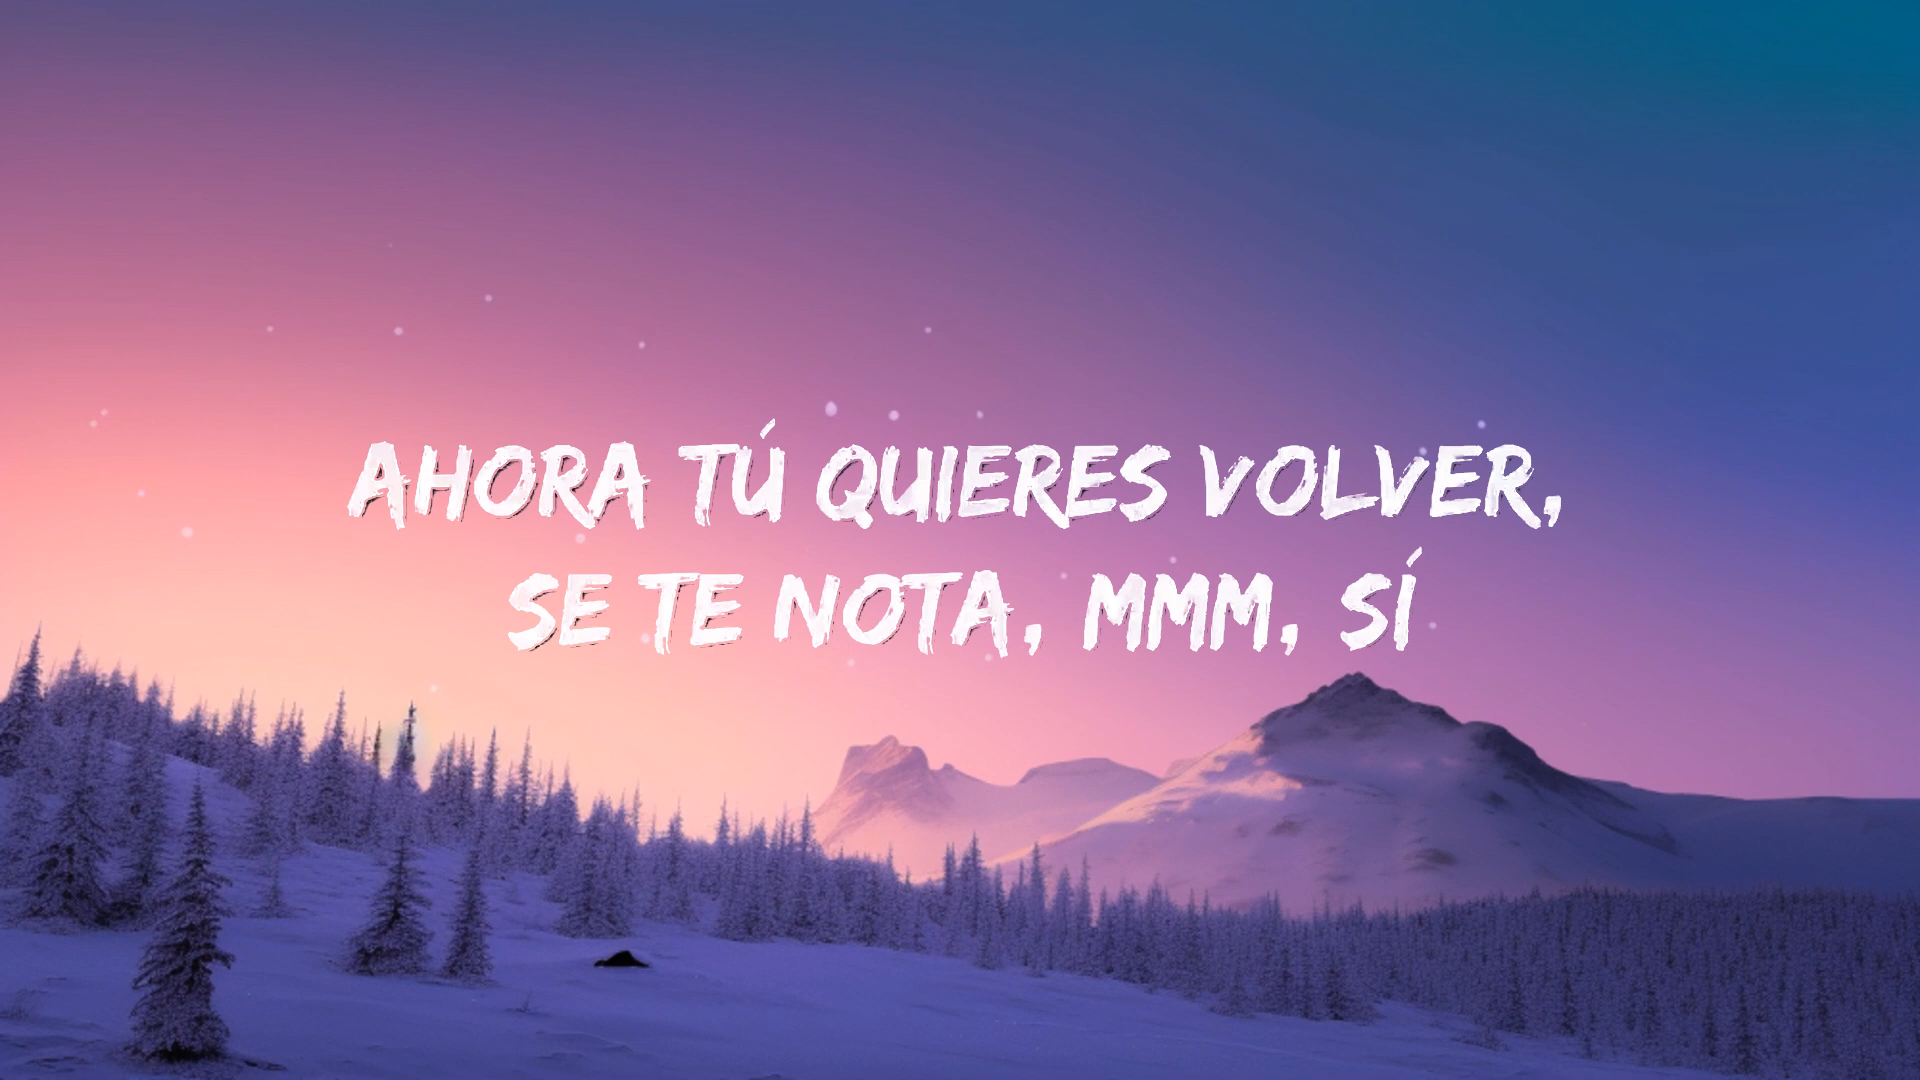 AHORA TÚ QUIERES VOLVER,
SE TE NOTA, MMM, SÍ